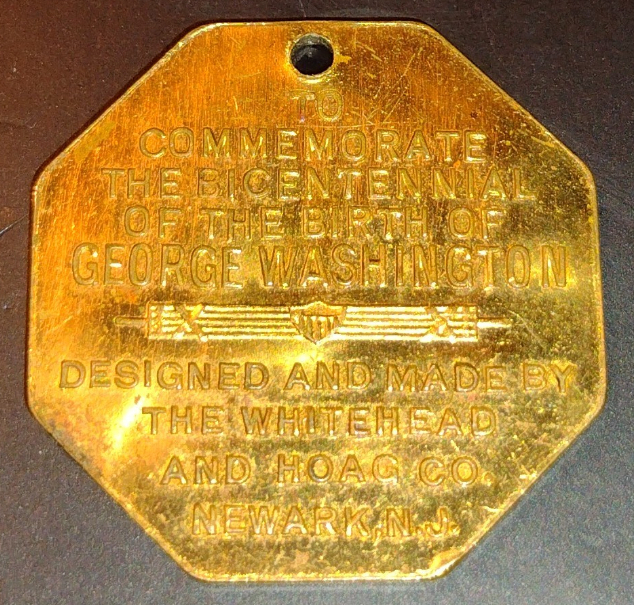 TO
COMMEMORATE
THE BICENTENNIAL
OF THE BIRTH OF
GEORGE WASHINGTON
DESIGNED AND MADE BY
THE WHITEHEAD
AND HOAG CO.
NEWARK, N.J.